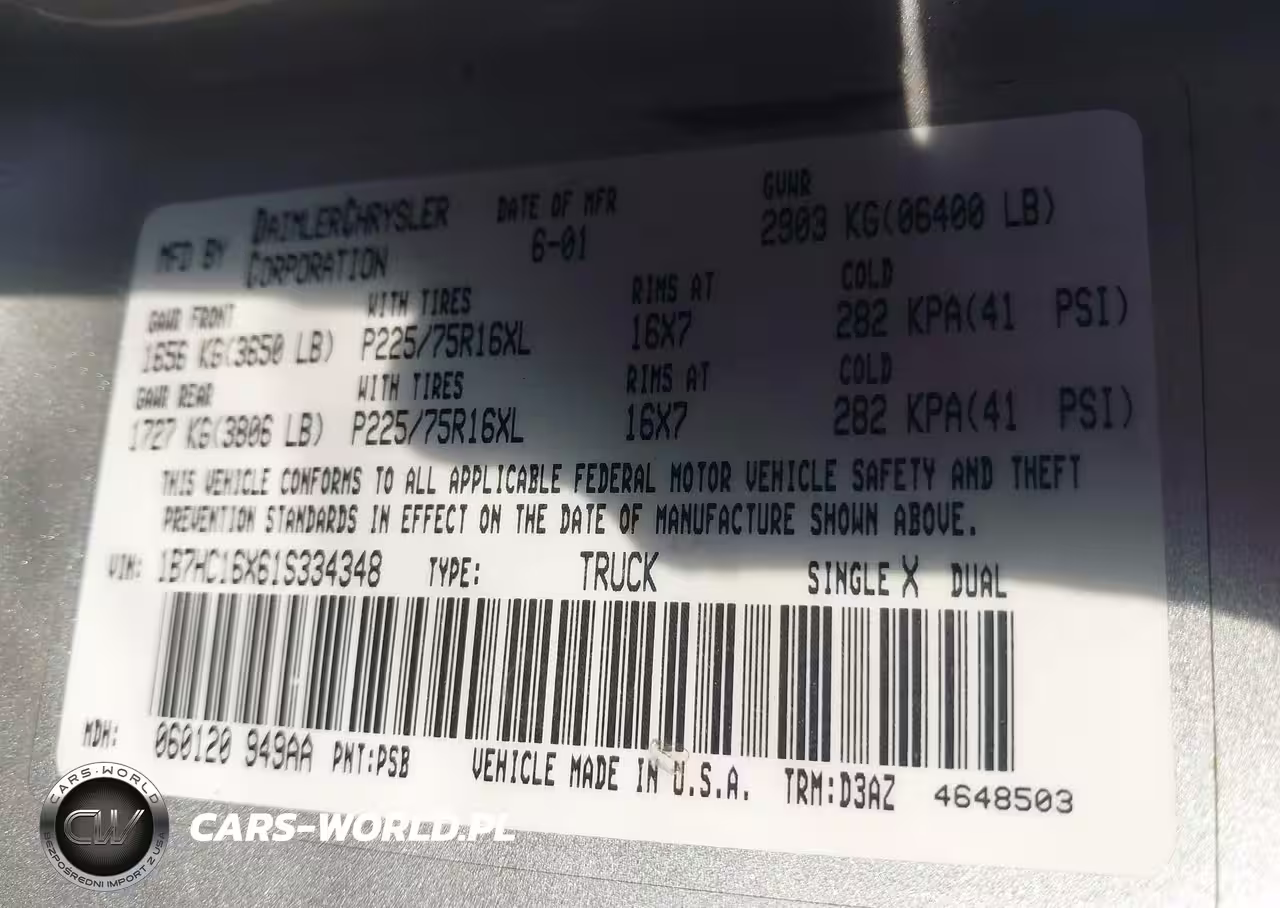 MFD BY DAIMLERCHRYSLER CORPORATION DATE OF MFR 6-01 GVWR 2903 KG(06400 LB)
GAWR FRONT WITH TIRES RIMS AT COLD
1656 KG(3650 LB) P225/75R16XL 16X7 282 KPA(41 PSI)
GAWR REAR WITH TIRES RIMS AT COLD
1727 KG(3806 LB) P225/75R16XL 16X7 282 KPA(41 PSI)
THIS VEHICLE CONFORMS TO ALL APPLICABLE FEDERAL MOTOR VEHICLE SAFETY AND THEFT
PREVENTION STANDARDS IN EFFECT ON THE DATE OF MANUFACTURE SHOWN ABOVE.
VIN: 1B7HC16X61S334348 TYPE: TRUCK SINGLE X DUAL
MDH: 060120 949AA PNT:PSB VEHICLE MADE IN U.S.A. TRM:D3AZ 4648503
CARS-WORLD
CW
BEZPOŚREDNI IMPORT Z USA
CARS-WORLD.PL